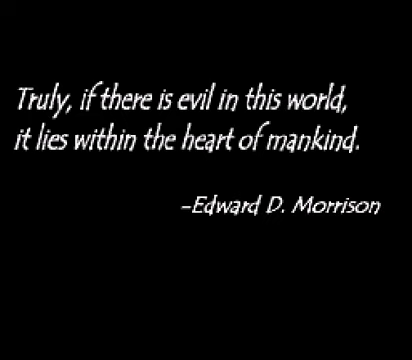 Truly, if there is evil in this world,
it lies within the heart of mankind.
-Edward D. Morrison